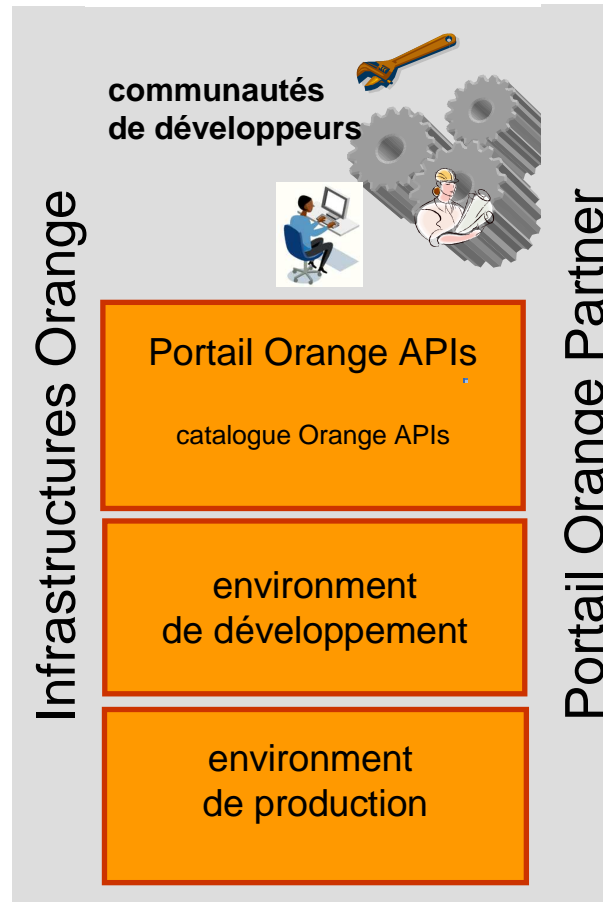 communautés
de développeurs
Infrastructures Orange
Portail Orange APIs
catalogue Orange APIs
environment
de développement
environment
de production
Portail Orange Partner